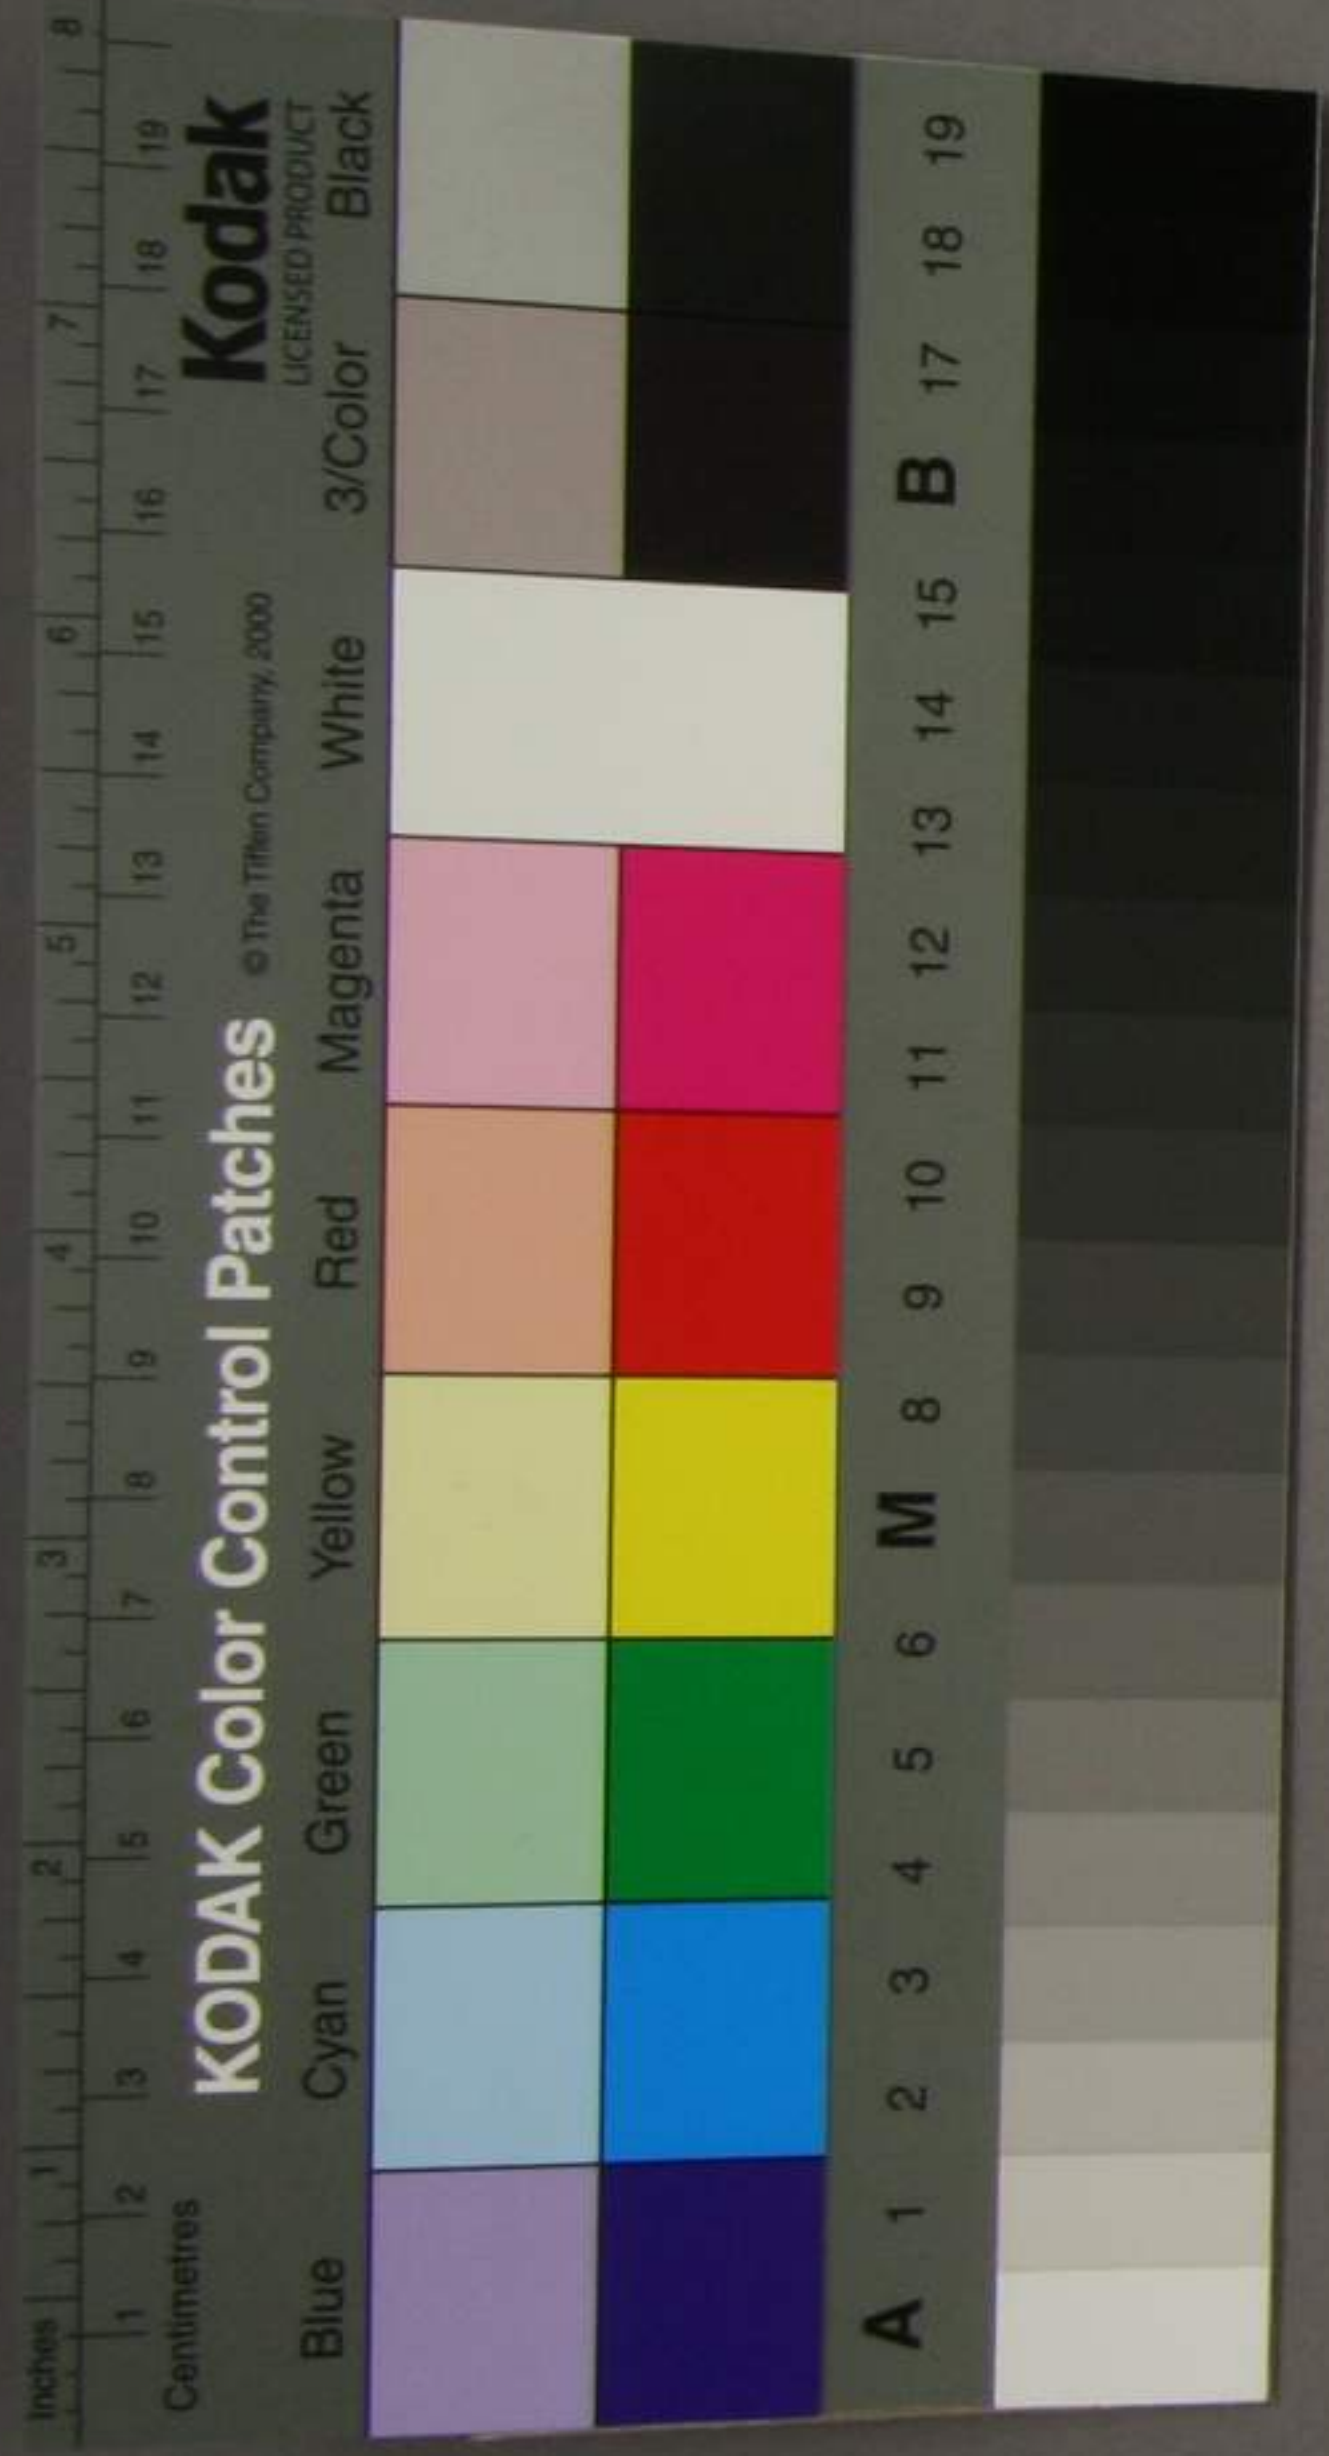 Inches 1 2 3 4 5 6 7 8
1 2 3 4 5 6 7 8 9 10 11 12 13 14 15 16 17 18 19
Centimetres
KODAK Color Control Patches © The Tiffen Company, 2000 Kodak
LICENSED PRODUCT
Blue Cyan Green Yellow Red Magenta White 3/Color Black
A 1 2 3 4 5 6 M 8 9 10 11 12 13 14 15 B 17 18 19